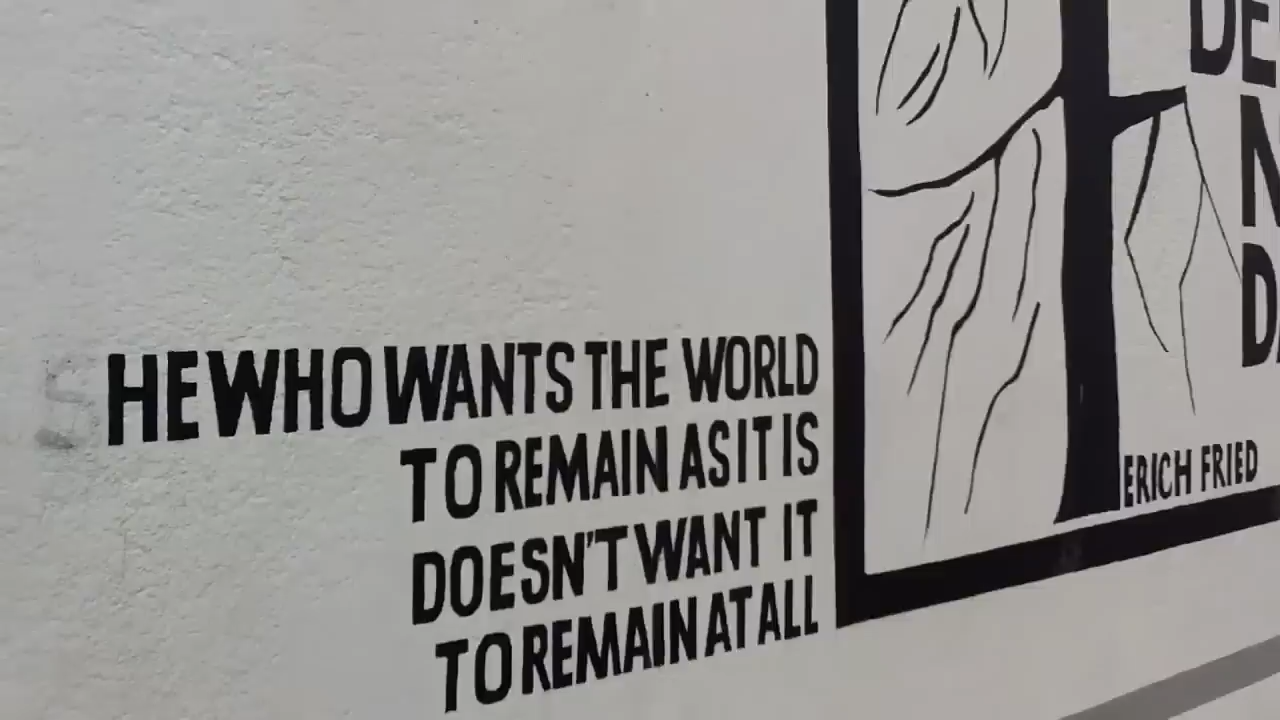 HE WHO WANTS THE WORLD
TO REMAIN AS IT IS
DOESN'T WANT IT
TO REMAIN AT ALL
DE
N
D
ERICH FRIED